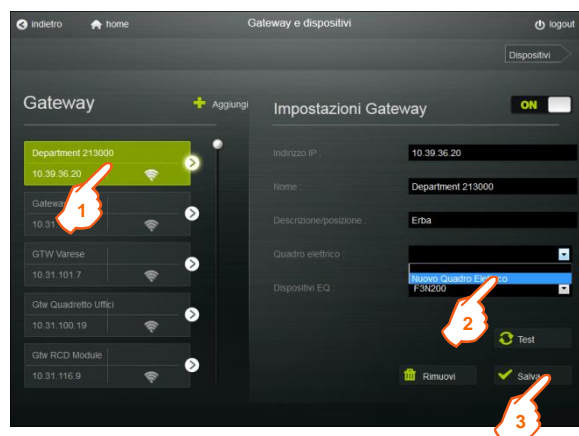 indietro
home
Gateway e dispositivi
logout
Dispositivi
Gateway
Aggiungi
Department 213000
10.39.36.20
1
10.31
GTW Varese
10.31.101.7
Gtw Quadretto Uffici
10.31.100.19
Gtw RCD Module
10.31.116.9
Impostazioni Gateway
ON
Indirizzo IP :
10.39.36.20
Nome :
Department 213000
Descrizione/posizione :
Erba
Quadro elettrico :
Nuovo Quadro
Dispositivi EQ :
F3N200
2
Test
Rimuovi
Salva
3